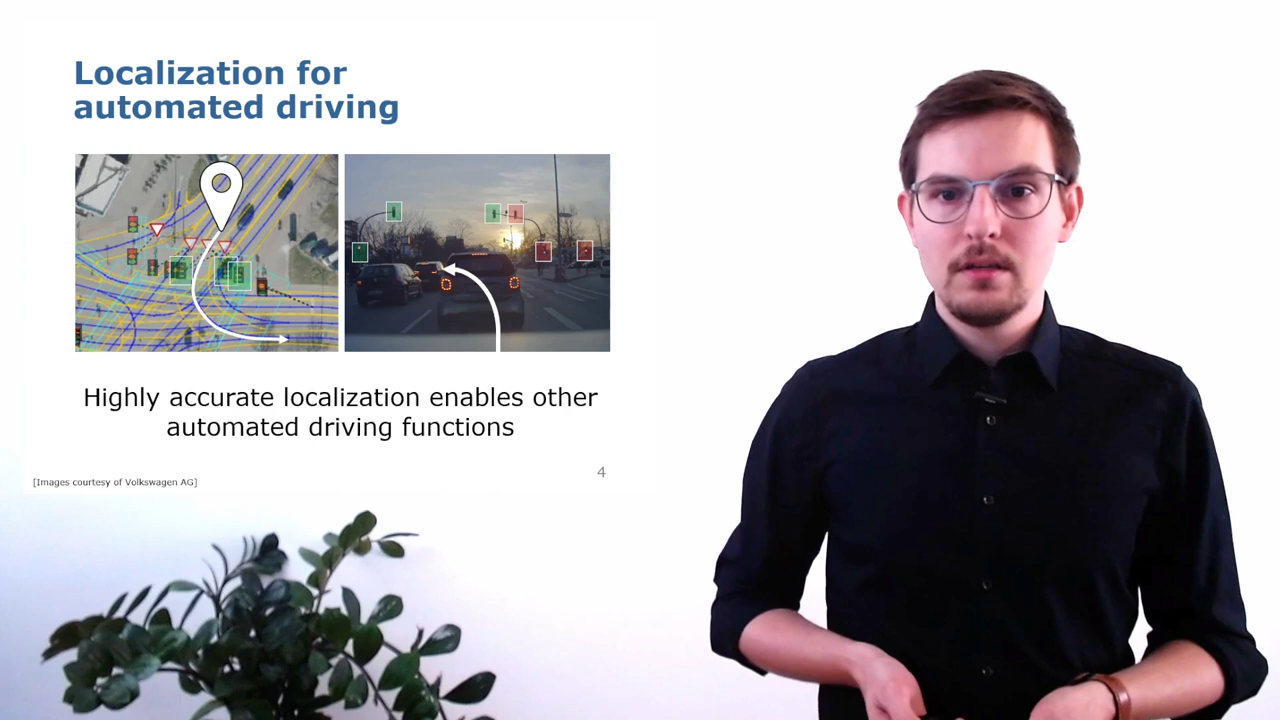 Localization for
automated driving
Highly accurate localization enables other
automated driving functions
4
[Images courtesy of Volkswagen AG]